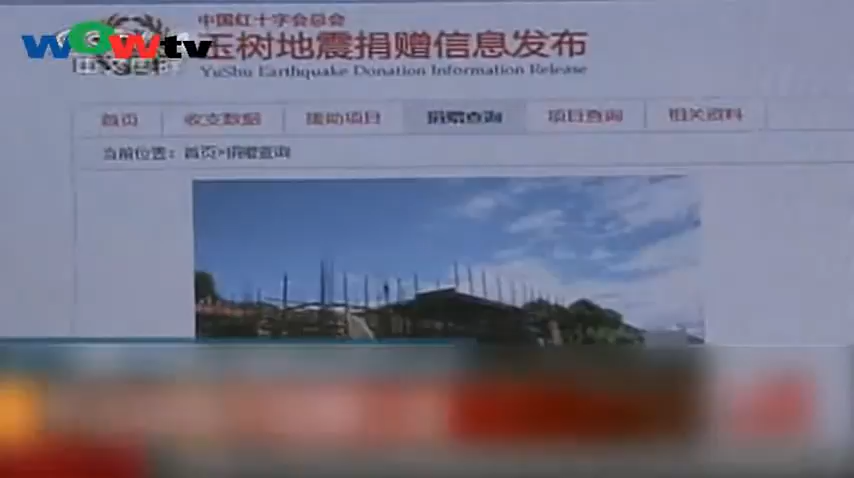 中国红十字会总会
wowtv
玉树地震捐赠信息发布
YuShu Earthquake Donation Information Release
首页 收支数据 援助项目 捐赠查询 项目查询 相关资料
当前位置：首页>捐赠查询